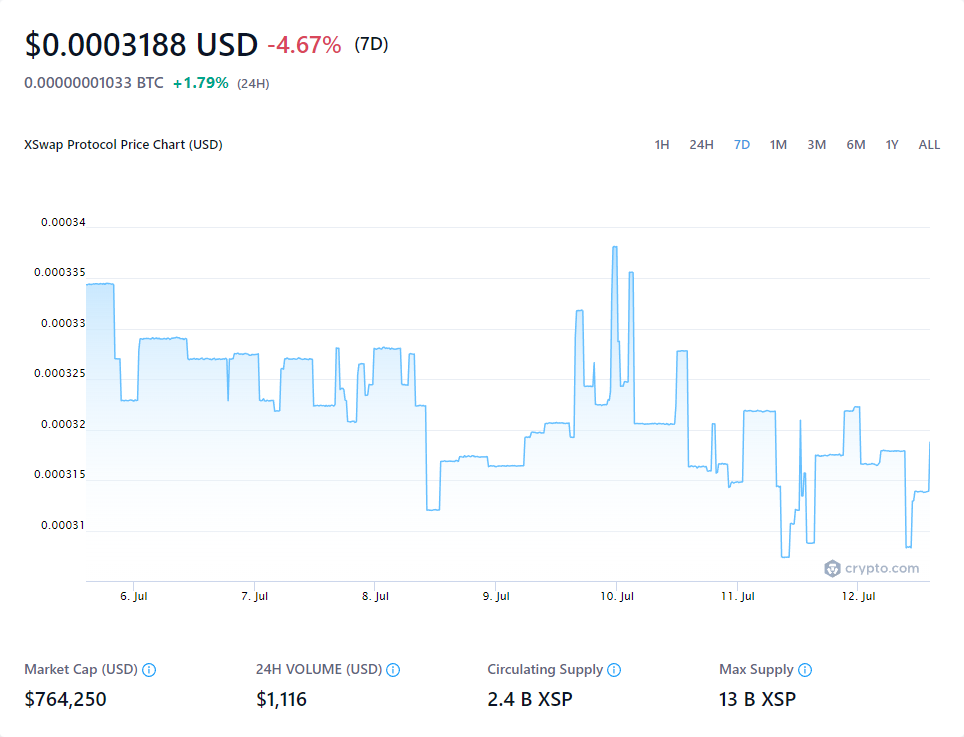 $0.0003188 USD -4.67% (7D)
0.00000001033 BTC +1.79% (24H)
XSwap Protocol Price Chart (USD) 1H 24H 7D 1M 3M 6M 1Y ALL
0.00034
0.000335
0.00033
0.000325
0.00032
0.000315
0.00031
crypto.com
6. Jul 7. Jul 8. Jul 9. Jul 10. Jul 11. Jul 12. Jul
Market Cap (USD) 24H VOLUME (USD) Circulating Supply Max Supply
$764,250 $1,116 2.4 B XSP 13 B XSP